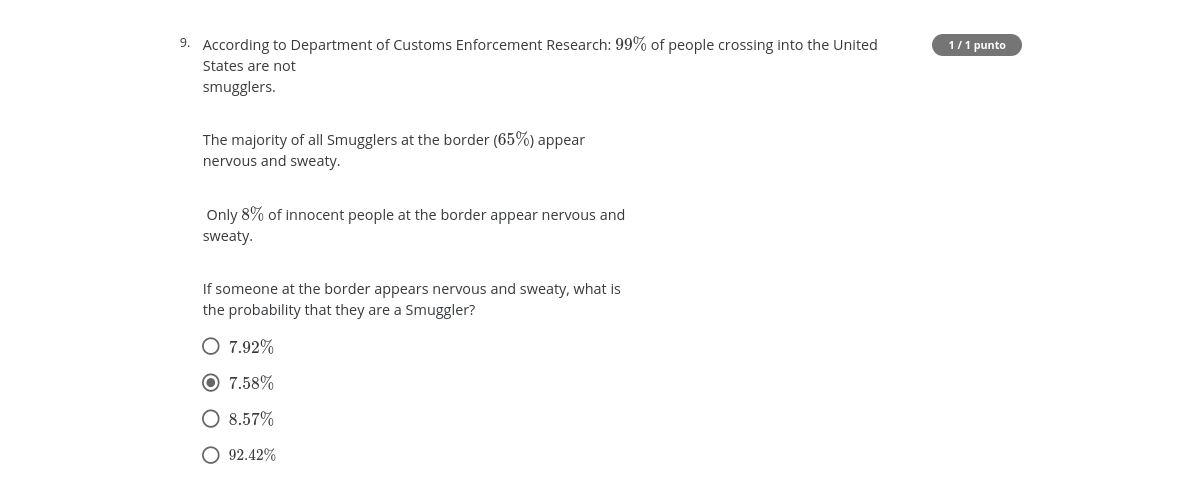 9. According to Department of Customs Enforcement Research: 99% of people crossing into the United
1 / 1 punto
States are not
smugglers.
The majority of all Smugglers at the border (65%) appear
nervous and sweaty.
Only 8% of innocent people at the border appear nervous and
sweaty.
If someone at the border appears nervous and sweaty, what is
the probability that they are a Smuggler?
7.92%
7.58%
8.57%
92.42%